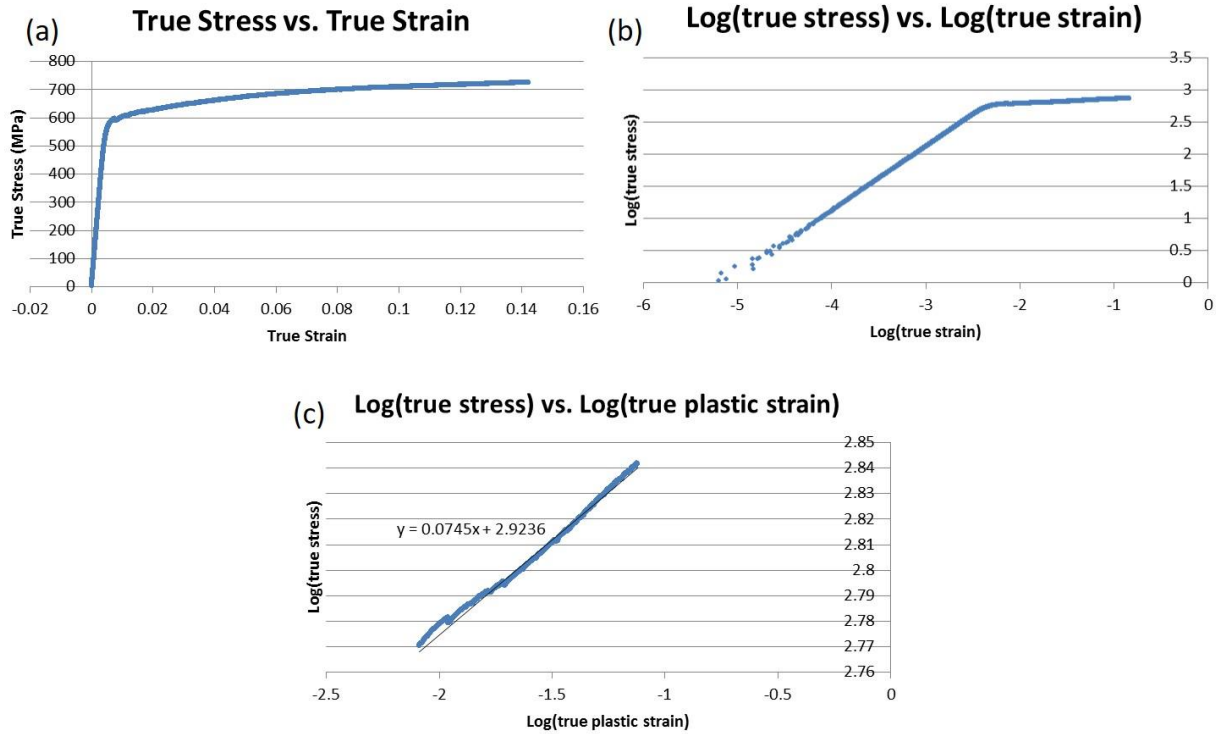 (a)
True Stress vs. True Strain
True Stress (MPa)
800
700
600
500
400
300
200
100
0
-0.02 0 0.02 0.04 0.06 0.08 0.1 0.12 0.14 0.16
True Strain
(b)
Log(true stress) vs. Log(true strain)
Log(true stress)
3.5
3
2.5
2
1.5
1
0.5
0
-6 -5 -4 -3 -2 -1 0
Log(true strain)
(c)
Log(true stress) vs. Log(true plastic strain)
Log(true stress)
y = 0.0745x + 2.9236
2.85
2.84
2.83
2.82
2.81
2.8
2.79
2.78
2.77
2.76
-2.5 -2 -1.5 -1 -0.5 0
Log(true plastic strain)